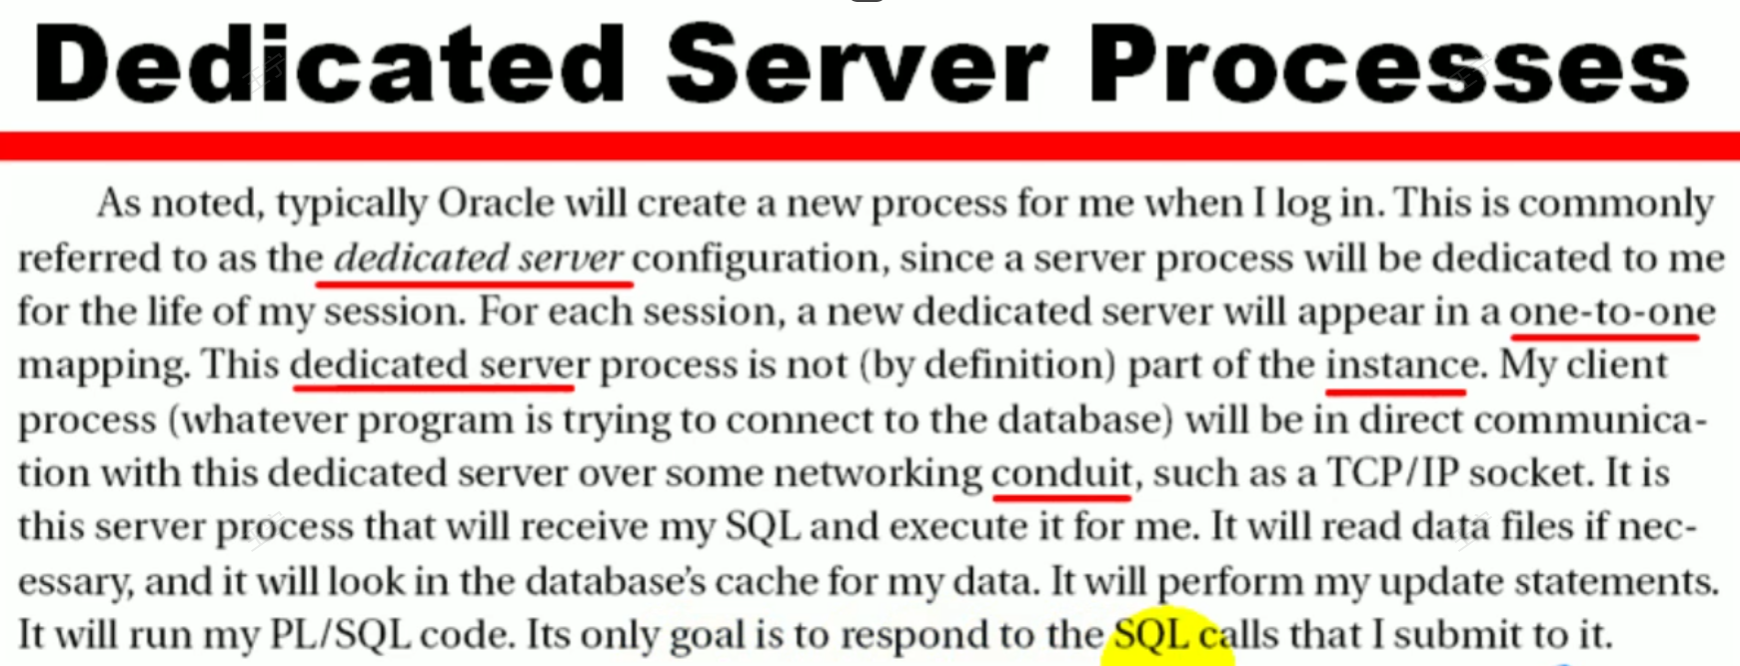 Dedicated Server Processes
As noted, typically Oracle will create a new process for me when I log in. This is commonly
referred to as the dedicated server configuration, since a server process will be dedicated to me
for the life of my session. For each session, a new dedicated server will appear in a one-to-one
mapping. This dedicated server process is not (by definition) part of the instance. My client
process (whatever program is trying to connect to the database) will be in direct communica-
tion with this dedicated server over some networking conduit, such as a TCP/IP socket. It is
this server process that will receive my SQL and execute it for me. It will read data files if nec-
essary, and it will look in the database's cache for my data. It will perform my update statements.
It will run my PL/SQL code. Its only goal is to respond to the SQL calls that I submit to it.